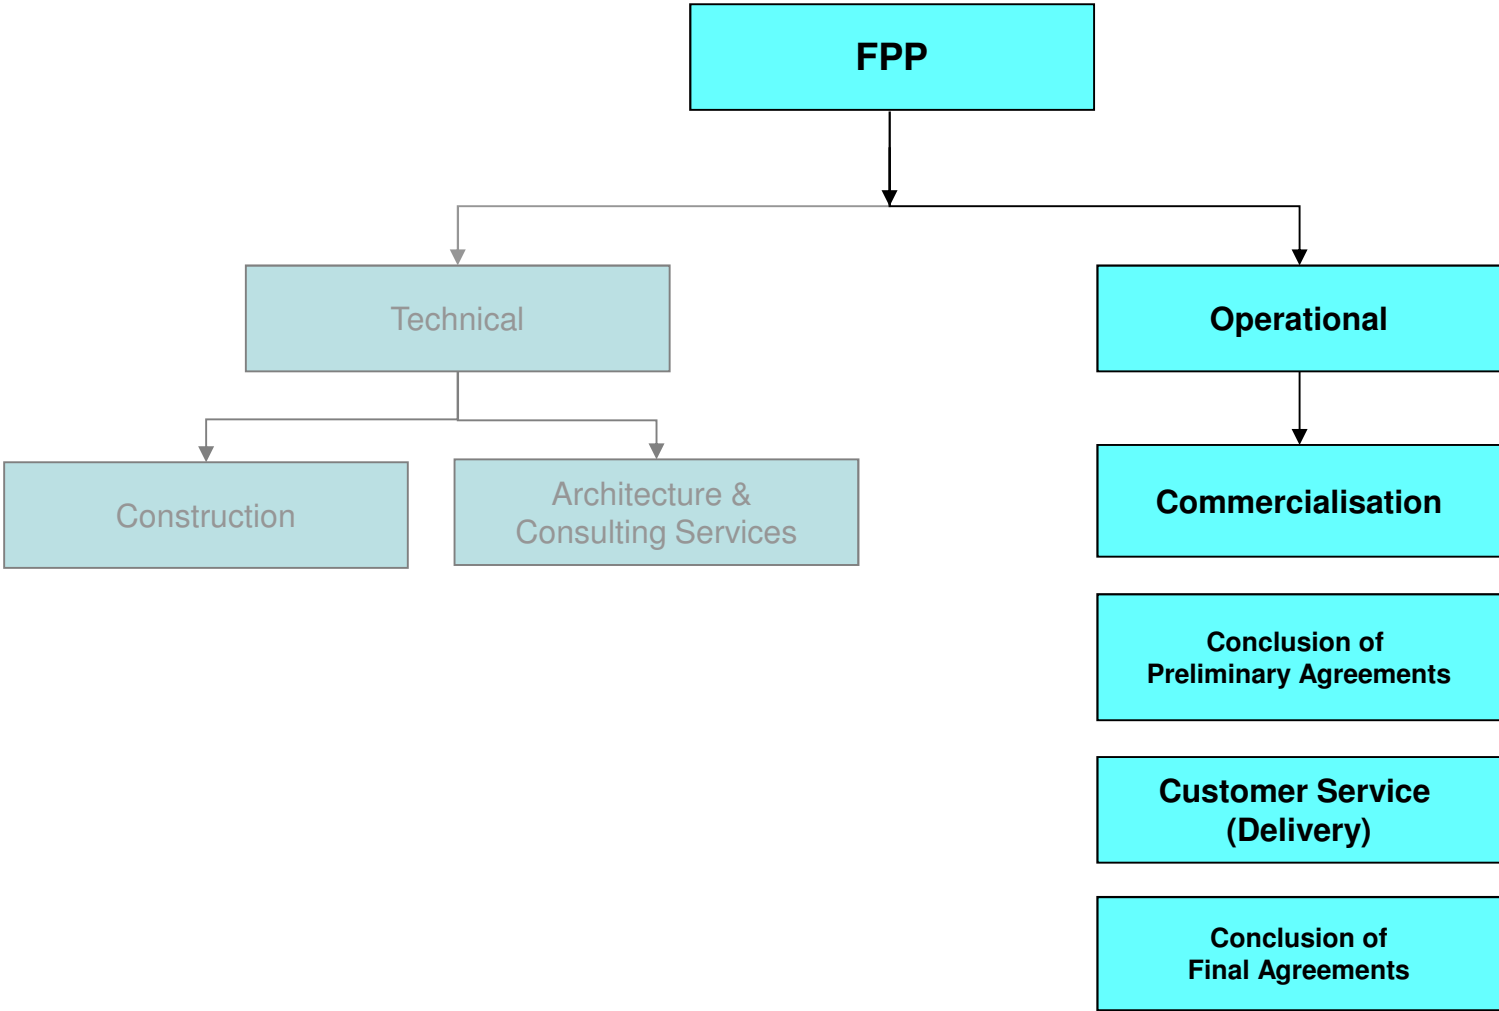 FPP
Technical
Operational
Construction
Architecture &
Consulting Services
Commercialisation
Conclusion of
Preliminary Agreements
Customer Service
(Delivery)
Conclusion of
Final Agreements